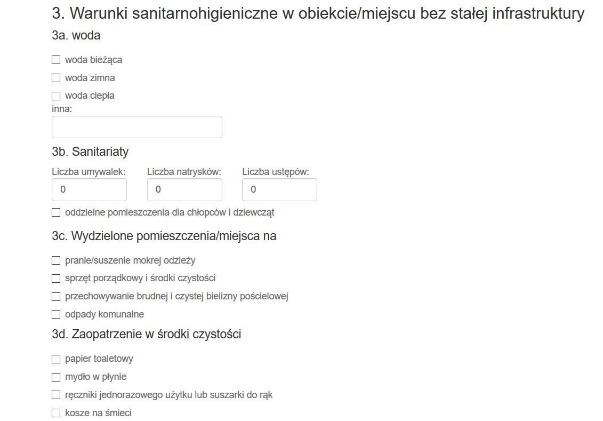 3. Warunki sanitarnohigieniczne w obiekcie/miejscu bez stałej infrastruktury
3a. woda
woda bieżąca
woda zimna
woda ciepła
inna:
3b. Sanitariaty
Liczba umywalek: Liczba natrysków: Liczba ustępów:
0 0 0
oddzielne pomieszczenia dla chłopców i dziewcząt
3c. Wydzielone pomieszczenia/miejsca na
pranie/suszenie mokrej odzieży
sprzęt porządkowy i środki czystości
przechowywanie brudnej i czystej bielizny pościelowej
odpady komunalne
3d. Zaopatrzenie w środki czystości
papier toaletowy
mydło w płynie
ręczniki jednorazowego użytku lub suszarki do rąk
kosze na śmieci